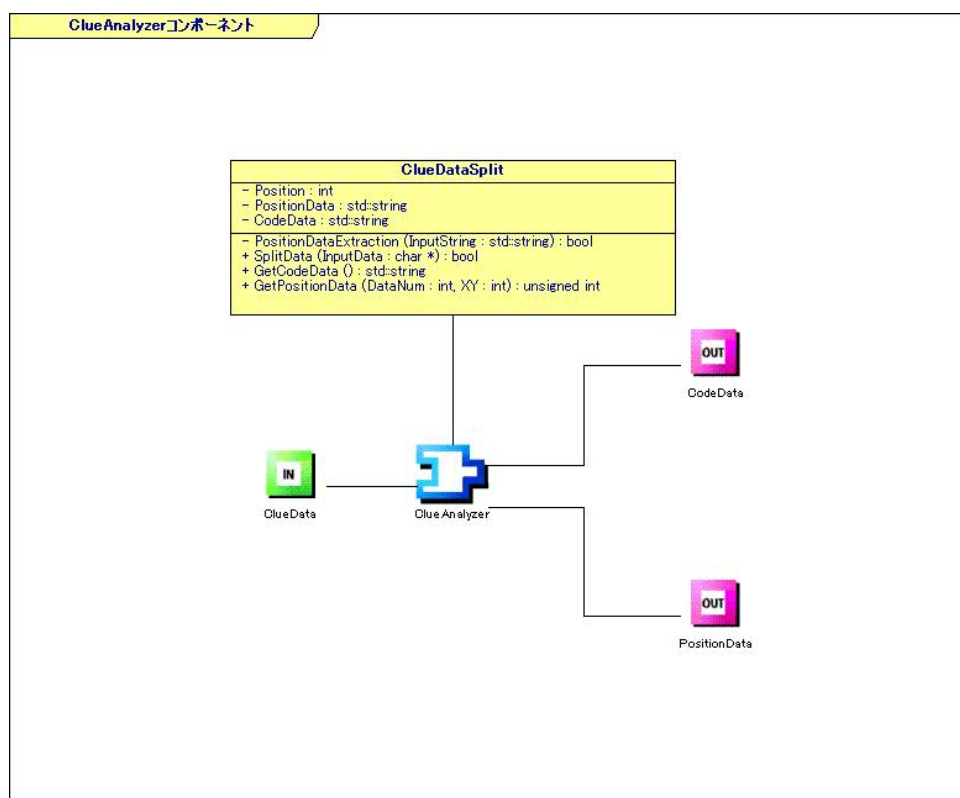 ClueAnalyzerコンポーネント
ClueDataSplit
- Position : int
- PositionData : std::string
- CodeData : std::string
- PositionDataExtraction (InputString : std::string) : bool
+ SplitData (InputData : char *) : bool
+ GetCodeData () : std::string
+ GetPositionData (DataNum : int, XY : int) : unsigned int
OUT
CodeData
IN
ClueData
ClueAnalyzer
OUT
PositionData